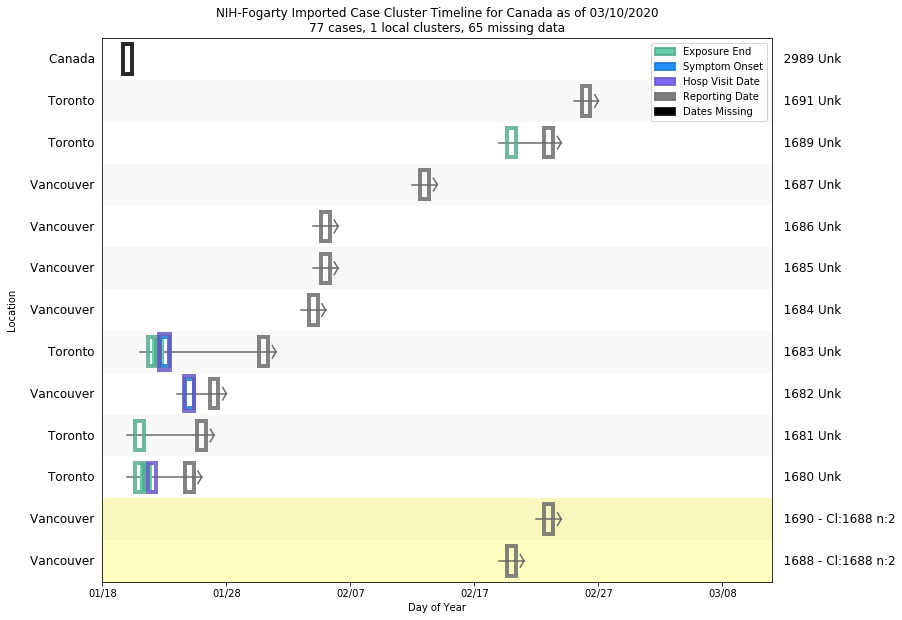 NIH-Fogarty Imported Case Cluster Timeline for Canada as of 03/10/2020
77 cases, 1 local clusters, 65 missing data
Exposure End
Symptom Onset
Hosp Visit Date
Reporting Date
Dates Missing
Location
Canada 2989 Unk
Toronto 1691 Unk
Toronto 1689 Unk
Vancouver 1687 Unk
Vancouver 1686 Unk
Vancouver 1685 Unk
Vancouver 1684 Unk
Toronto 1683 Unk
Vancouver 1682 Unk
Toronto 1681 Unk
Toronto 1680 Unk
Vancouver 1690 - Cl:1688 n:2
Vancouver 1688 - Cl:1688 n:2
01/18 01/28 02/07 02/17 02/27 03/08
Day of Year